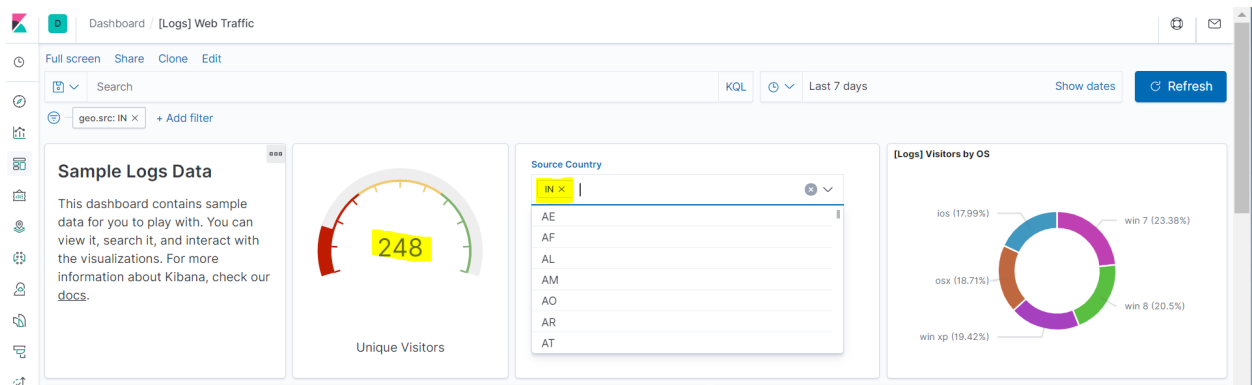 D Dashboard / [Logs] Web Traffic
Full screen Share Clone Edit
Search KQL Last 7 days Show dates Refresh
geo.src: IN × + Add filter
Sample Logs Data
This dashboard contains sample
data for you to play with. You can
view it, search it, and interact with
the visualizations. For more
information about Kibana, check our
docs.
248
Unique Visitors
Source Country
IN ×
AE
AF
AL
AM
AO
AR
AT
[Logs] Visitors by OS
ios (17.99%)
win 7 (23.38%)
osx (18.71%)
win 8 (20.5%)
win xp (19.42%)